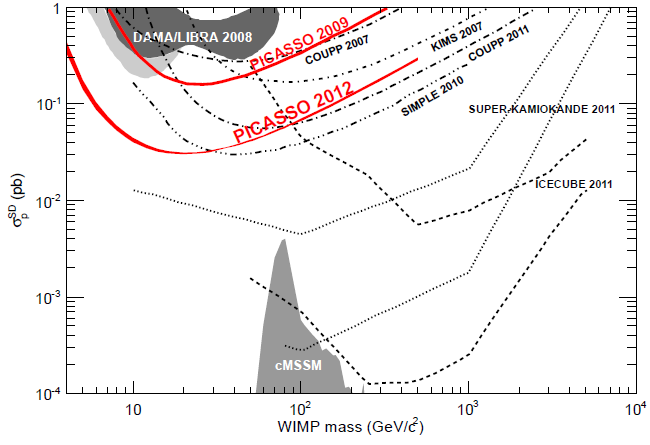 1
DAMA/LIBRA 2008
PICASSO 2009
COUPP 2007
KIMS 2007
COUPP 2011
SIMPLE 2010
PICASSO 2012
SUPER-KAMIOKANDE 2011
ICECUBE 2011
cMSSM
10⁻¹
10⁻²
10⁻³
10⁻⁴
σₚˢᴰ (pb)
10
10²
10³
10⁴
WIMP mass (GeV/c²)